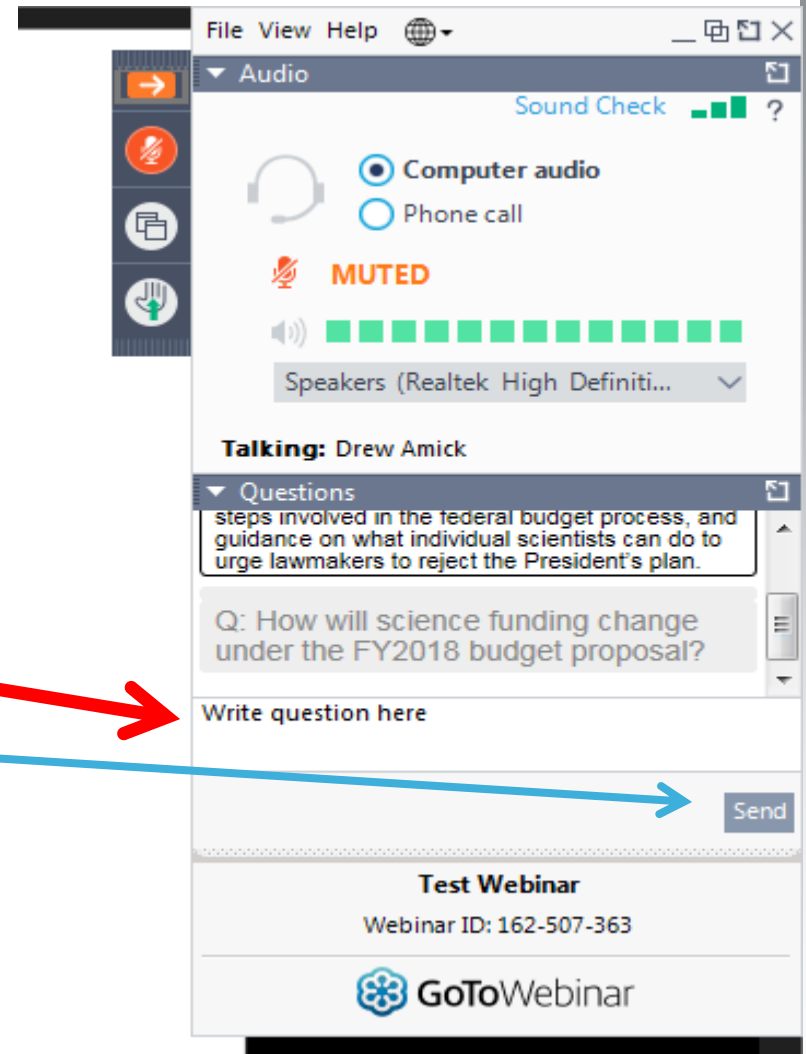 File View Help
Audio
Sound Check ?
Computer audio
Phone call
MUTED
Speakers (Realtek High Definiti...
Talking: Drew Amick
Questions
steps involved in the federal budget process, and
guidance on what individual scientists can do to
urge lawmakers to reject the President's plan.
Q: How will science funding change
under the FY2018 budget proposal?
Write question here
Send
Test Webinar
Webinar ID: 162-507-363
GoToWebinar